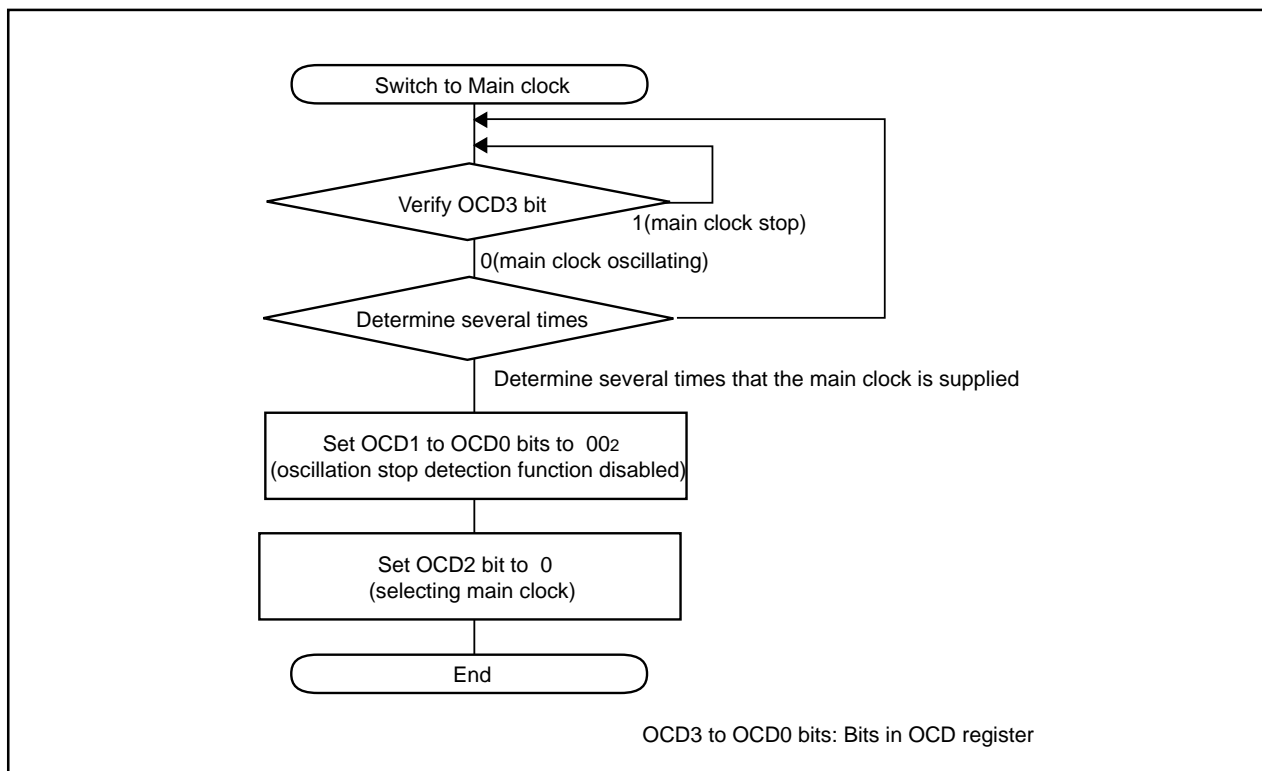 Switch to Main clock
Verify OCD3 bit
1(main clock stop)
0(main clock oscillating)
Determine several times
Determine several times that the main clock is supplied
Set OCD1 to OCD0 bits to 002
(oscillation stop detection function disabled)
Set OCD2 bit to 0
(selecting main clock)
End
OCD3 to OCD0 bits: Bits in OCD register